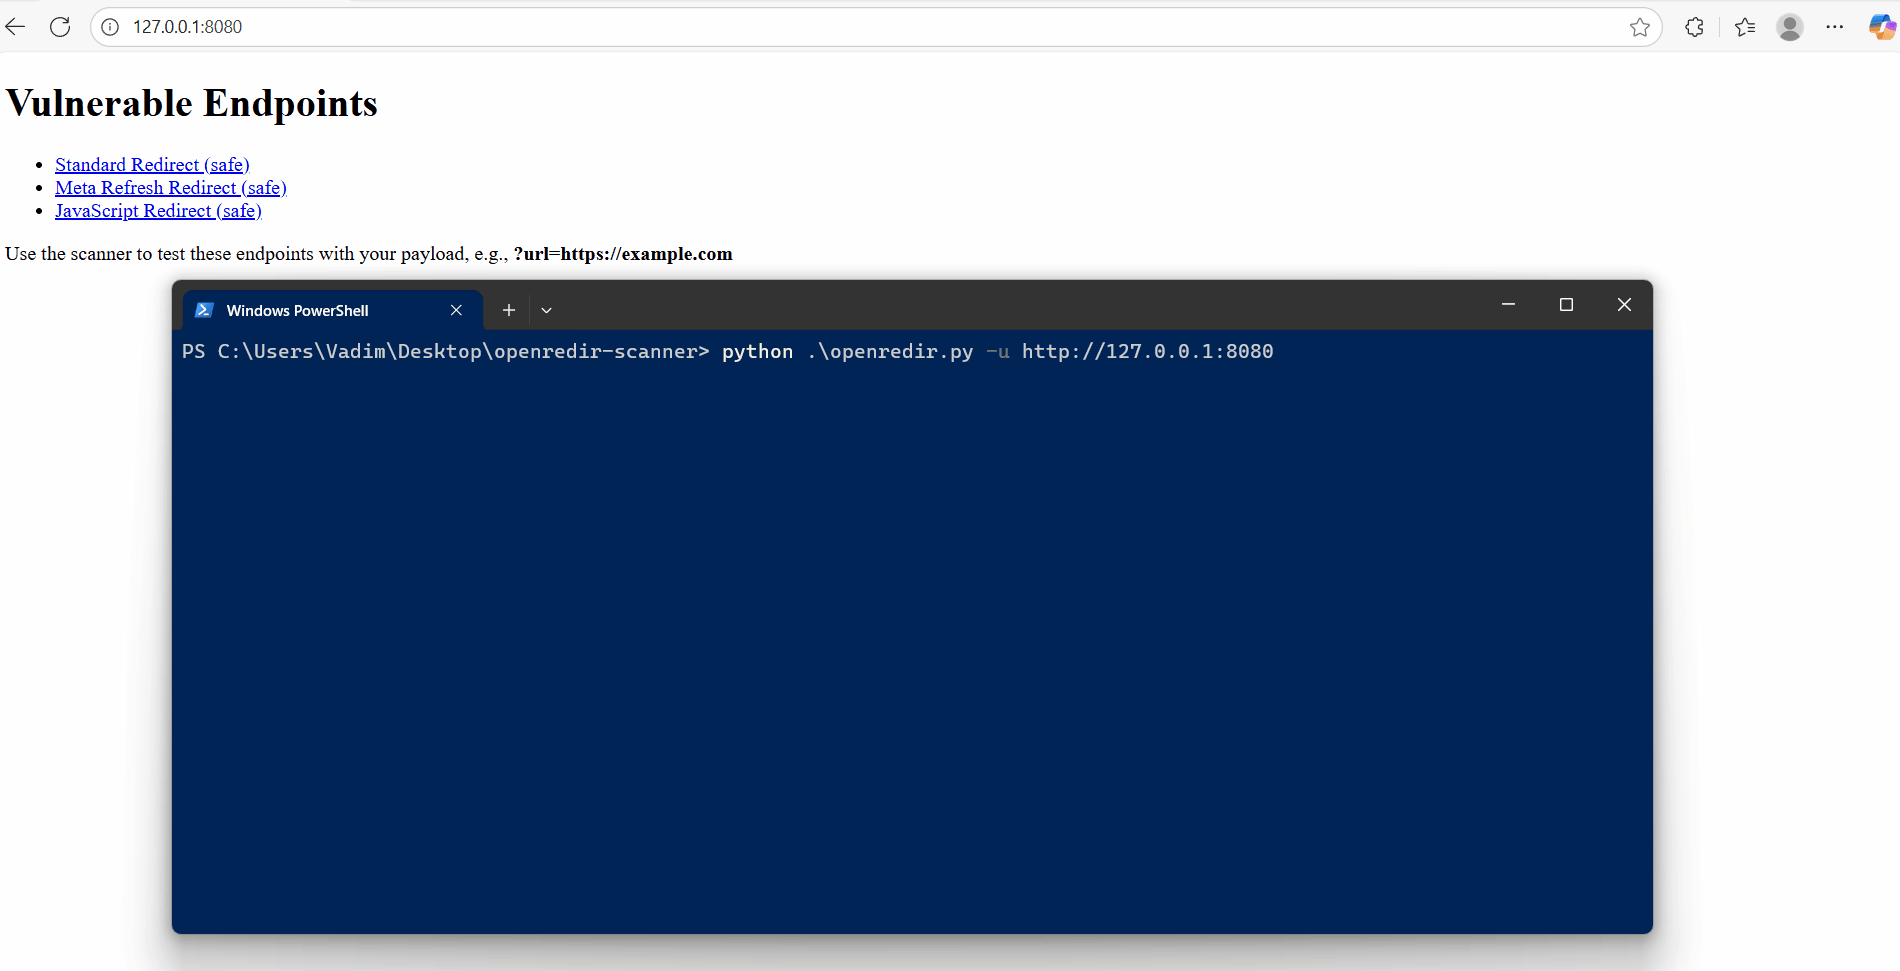 127.0.0.1:8080
Vulnerable Endpoints
Standard Redirect (safe)
Meta Refresh Redirect (safe)
JavaScript Redirect (safe)
Use the scanner to test these endpoints with your payload, e.g., ?url=https://example.com
Windows PowerShell
PS C:\Users\Vadim\Desktop\openredir-scanner> python .\openredir.py -u http://127.0.0.1:8080